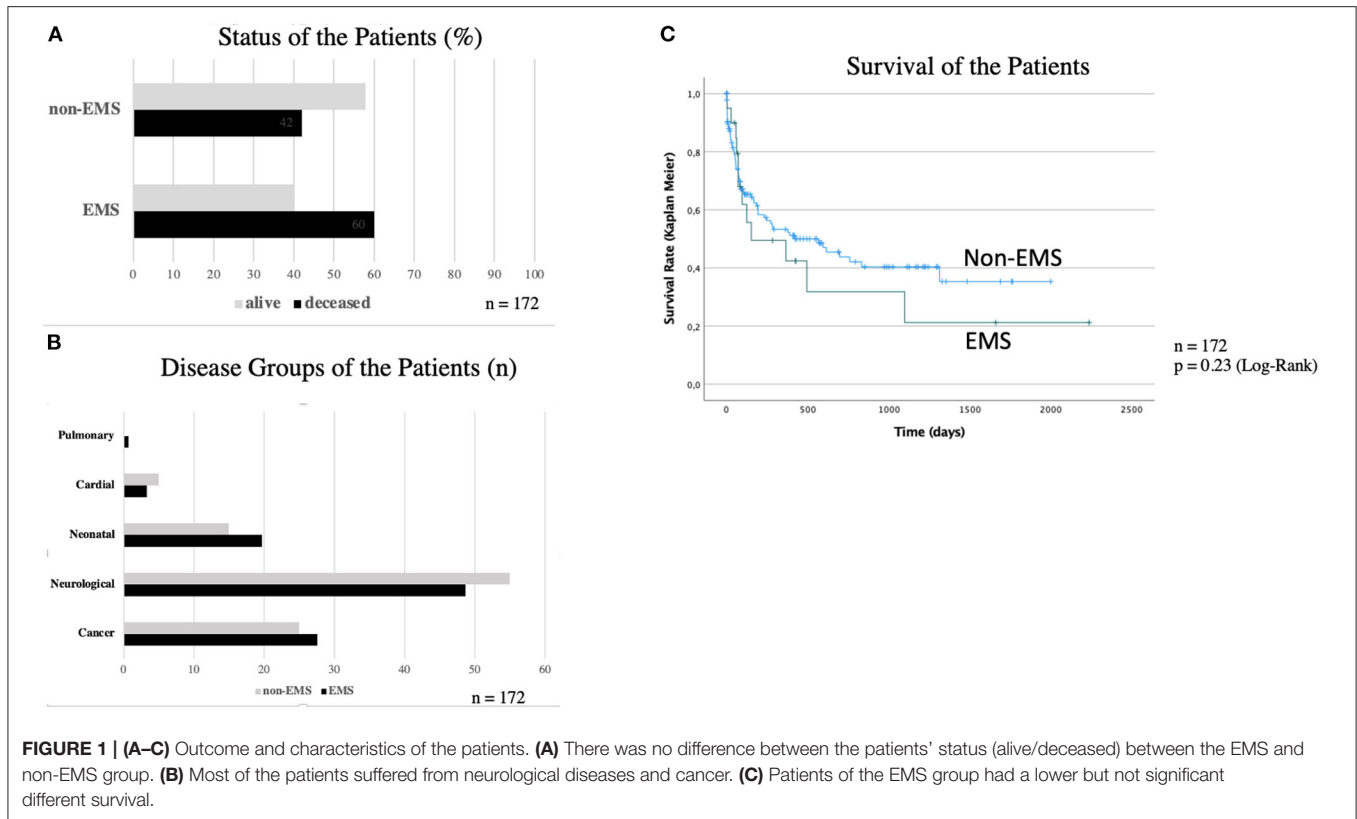 A
Status of the Patients (%)
non-EMS
42
EMS
60
0 10 20 30 40 50 60 70 80 90 100
alive deceased
n = 172
B
Disease Groups of the Patients (n)
Pulmonary
Cardial
Neonatal
Neurological
Cancer
0 10 20 30 40 50 60
non-EMS EMS
n = 172
C
Survival of the Patients
Survival Rate (Kaplan Meier)
1,0
0,8
0,6
0,4
0,2
0,0
Non-EMS
EMS
0 500 1000 1500 2000 2500
Time (days)
n = 172
p = 0.23 (Log-Rank)
FIGURE 1 | (A–C) Outcome and characteristics of the patients. (A) There was no difference between the patients' status (alive/deceased) between the EMS and
non-EMS group. (B) Most of the patients suffered from neurological diseases and cancer. (C) Patients of the EMS group had a lower but not significant
different survival.